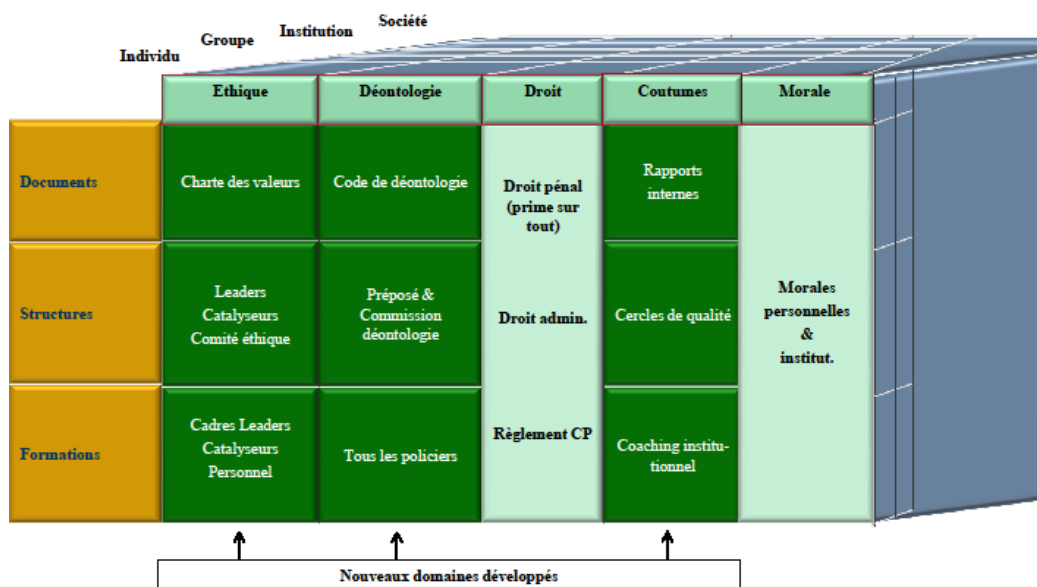 Société
Institution
Groupe
Individu
Ethique
Déontologie
Droit
Coutumes
Morale
Documents
Charte des valeurs
Code de déontologie
Droit pénal
(prime sur
tout)
Rapports
internes
Structures
Leaders
Catalyseurs
Comité éthique
Préposé &
Commission
déontologie
Droit admin.
Cercles de qualité
Morales
personnelles
&
institut.
Formations
Cadres Leaders
Catalyseurs
Personnel
Tous les policiers
Règlement CP
Coaching institu-
tionnel
Nouveaux domaines développés